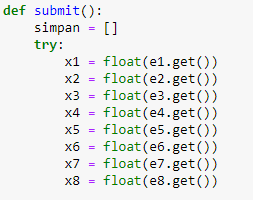 def submit():
    simpan = []
    try:
        x1 = float(e1.get())
        x2 = float(e2.get())
        x3 = float(e3.get())
        x4 = float(e4.get())
        x5 = float(e5.get())
        x6 = float(e6.get())
        x7 = float(e7.get())
        x8 = float(e8.get())